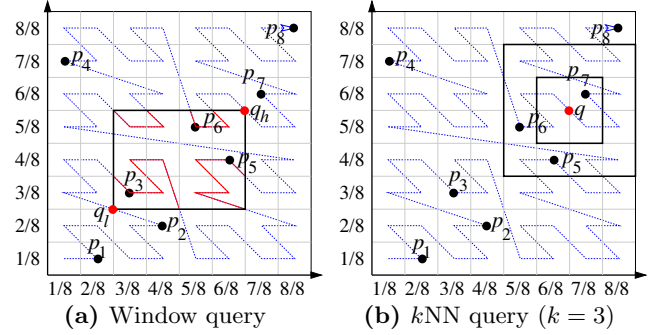 8/8 p8 8/8 p8
7/8 p4 7/8 p4
p7 p7
6/8 6/8
qh q
5/8 p6 5/8 p6
4/8 p5 4/8 p5
3/8 p3 3/8 p3
ql
2/8 p2 2/8 p2
1/8 p1 1/8 p1
1/8 2/8 3/8 4/8 5/8 6/8 7/8 8/8 1/8 2/8 3/8 4/8 5/8 6/8 7/8 8/8
(a) Window query (b) kNN query (k = 3)